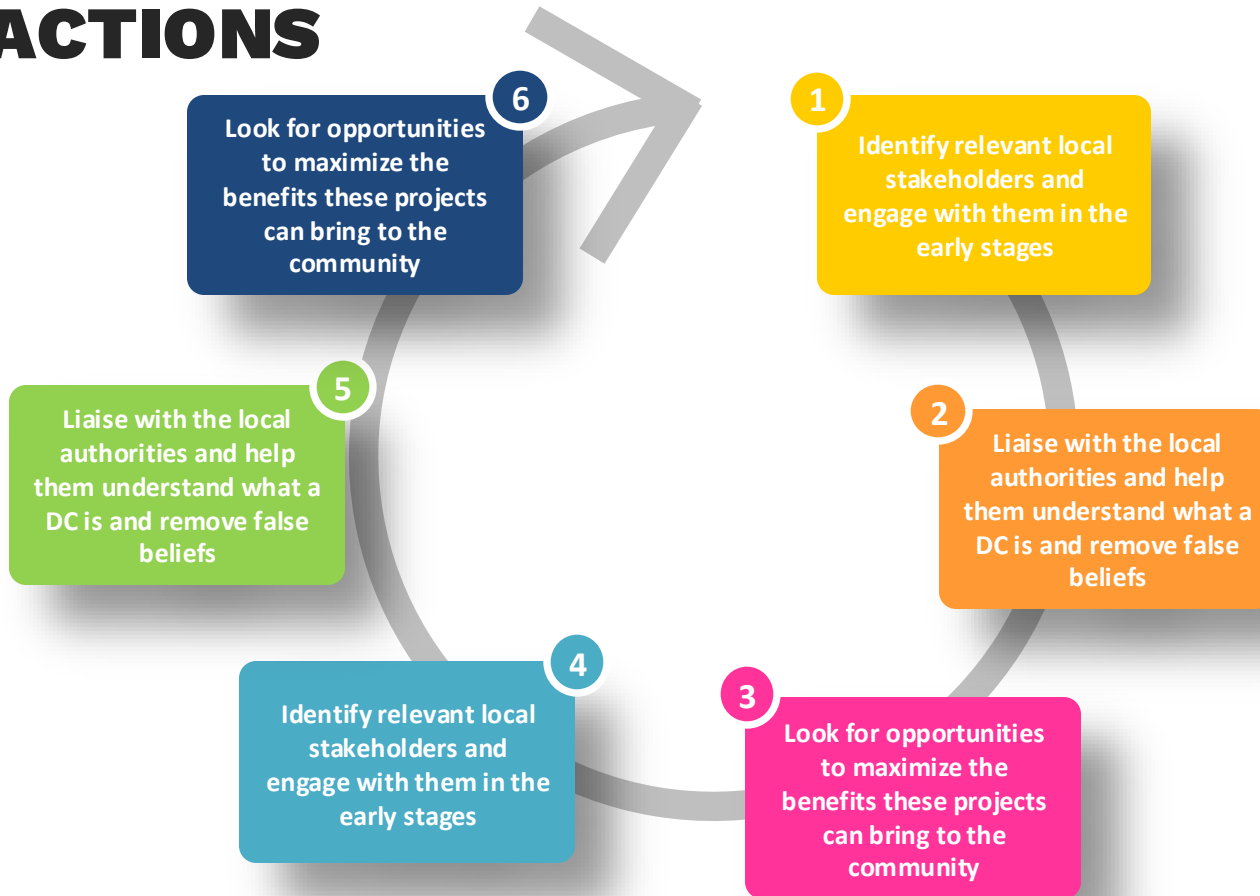 ACTIONS
1
Identify relevant local
stakeholders and
engage with them in the
early stages
2
Liaise with the local
authorities and help
them understand what a
DC is and remove false
beliefs
3
Look for opportunities
to maximize the
benefits these projects
can bring to the
community
4
Identify relevant local
stakeholders and
engage with them in the
early stages
5
Liaise with the local
authorities and help
them understand what a
DC is and remove false
beliefs
6
Look for opportunities
to maximize the
benefits these projects
can bring to the
community